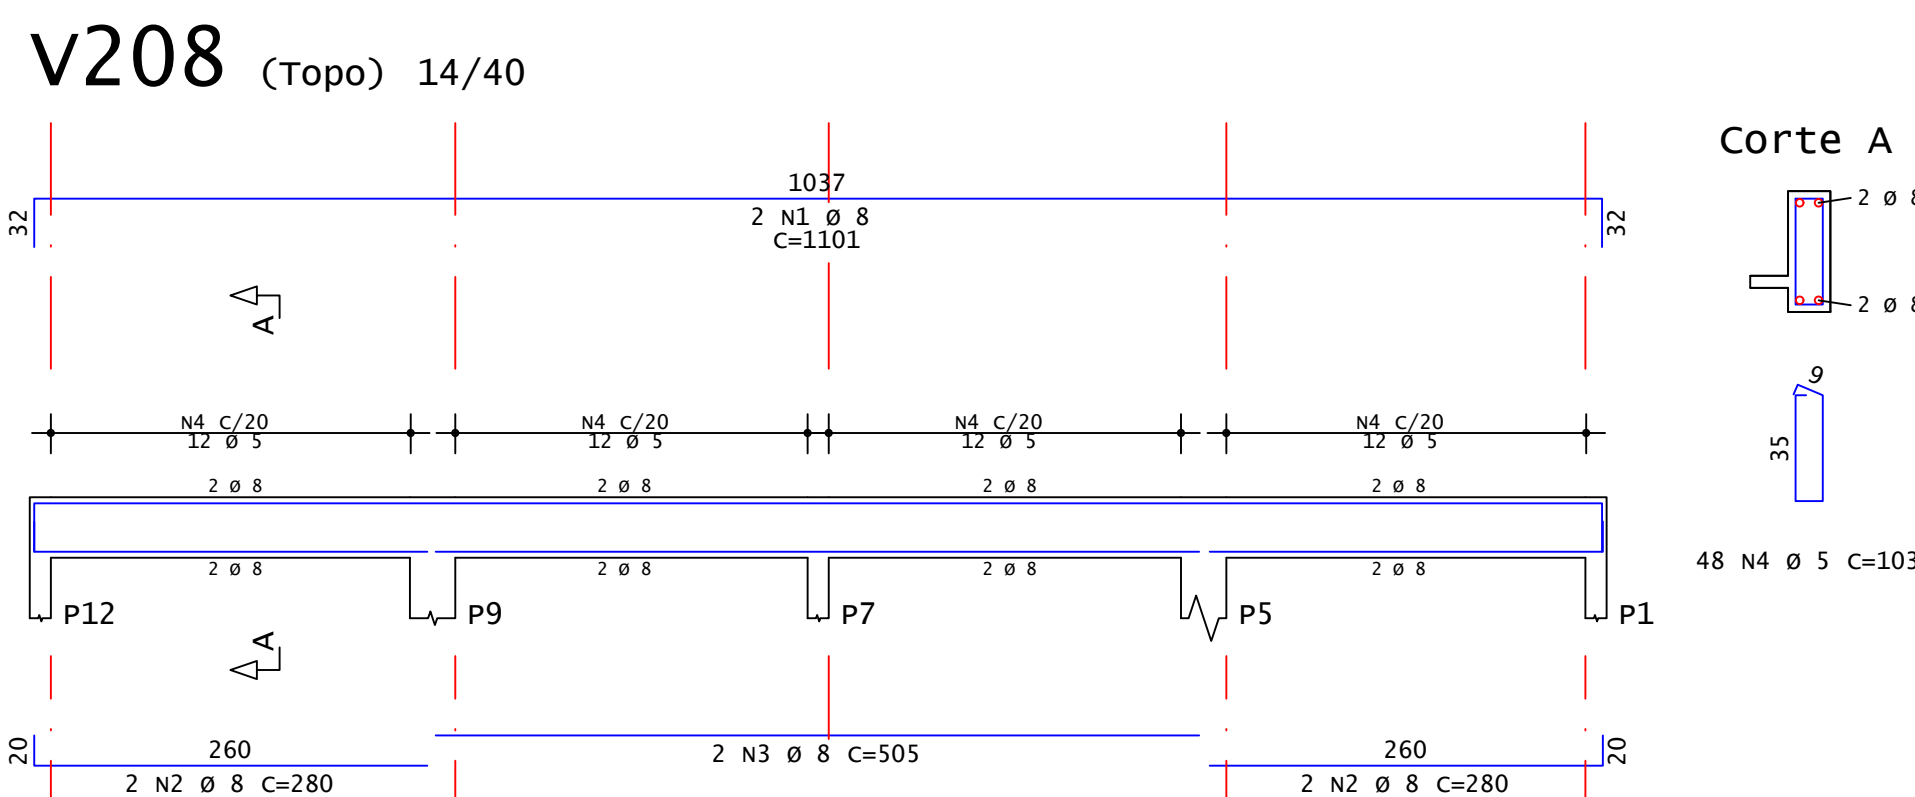 V208 (Topo) 14/40
Corte A
1037
2 N1 Ø 8
C=1101
32
32
2 Ø 8
2 Ø 8
A
9
35
N4 C/20
12 Ø 5
N4 C/20
12 Ø 5
N4 C/20
12 Ø 5
N4 C/20
12 Ø 5
2 Ø 8
2 Ø 8
2 Ø 8
2 Ø 8
2 Ø 8
2 Ø 8
2 Ø 8
2 Ø 8
48 N4 Ø 5 C=103
P12
P9
P7
P5
P1
A
20
260
2 N2 Ø 8 C=280
2 N3 Ø 8 C=505
260
2 N2 Ø 8 C=280
20